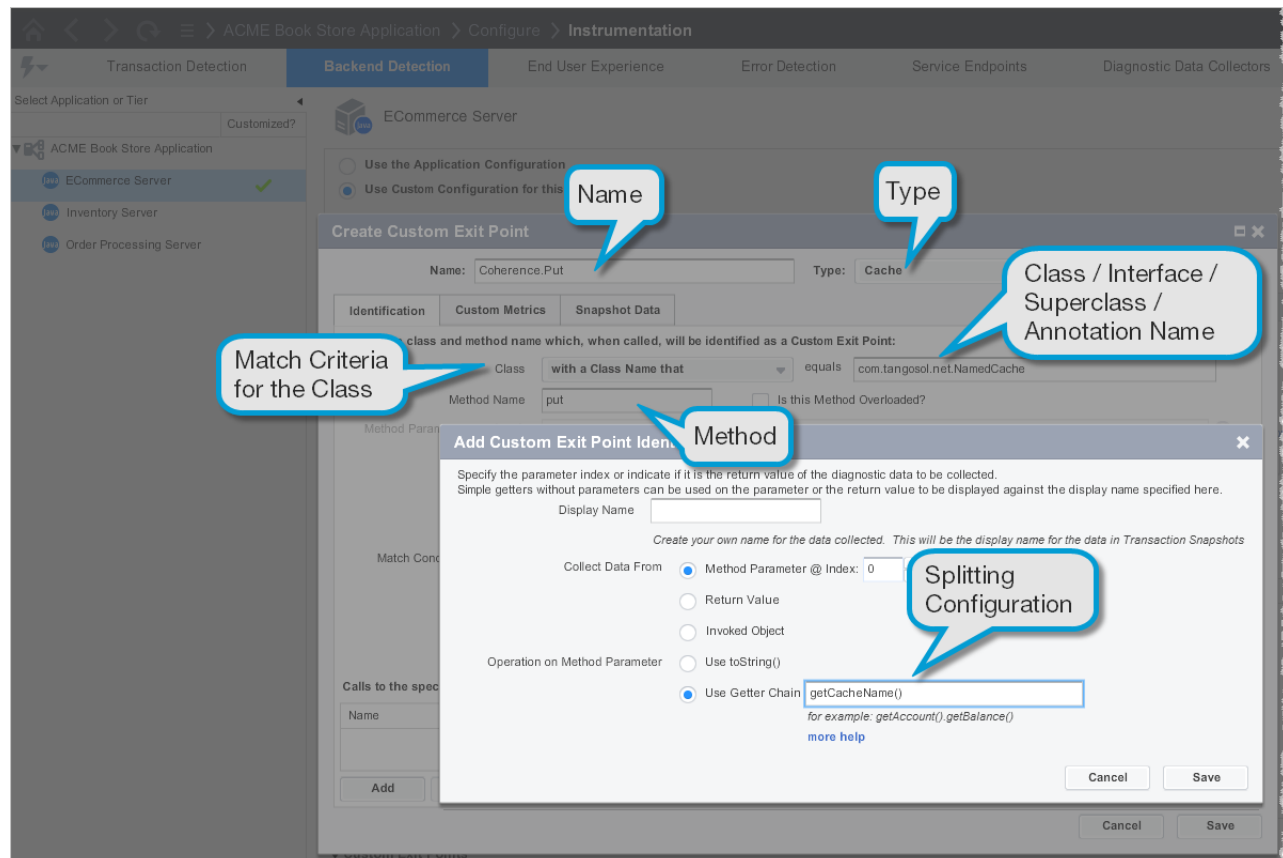 ACME Book Store Application > Configure > Instrumentation
Transaction Detection Backend Detection End User Experience Error Detection Service Endpoints Diagnostic Data Collectors
Select Application or Tier
Customized?
ACME Book Store Application
ECommerce Server
Inventory Server
Order Processing Server
ECommerce Server
Use the Application Configuration
Use Custom Configuration for this
Name
Type
Create Custom Exit Point
Name: Coherence.Put Type: Cache
Class / Interface /
Superclass /
Annotation Name
Identification Custom Metrics Snapshot Data
class and method name which, when called, will be identified as a Custom Exit Point:
Match Criteria
for the Class
Class with a Class Name that equals com.tangosol.net.NamedCache
Method Name put Is this Method Overloaded?
Method
Method Param
Add Custom Exit Point Iden
Specify the parameter index or indicate if it is the return value of the diagnostic data to be collected.
Simple getters without parameters can be used on the parameter or the return value to be displayed against the display name specified here.
Display Name
Create your own name for the data collected. This will be the display name for the data in Transaction Snapshots
Match Cond
Collect Data From Method Parameter @ Index: 0
Return Value
Invoked Object
Splitting
Configuration
Operation on Method Parameter Use toString()
Use Getter Chain getCacheName()
for example: getAccount().getBalance()
more help
Calls to the spec
Name
Cancel Save
Add
Cancel Save
Custom Exit Points